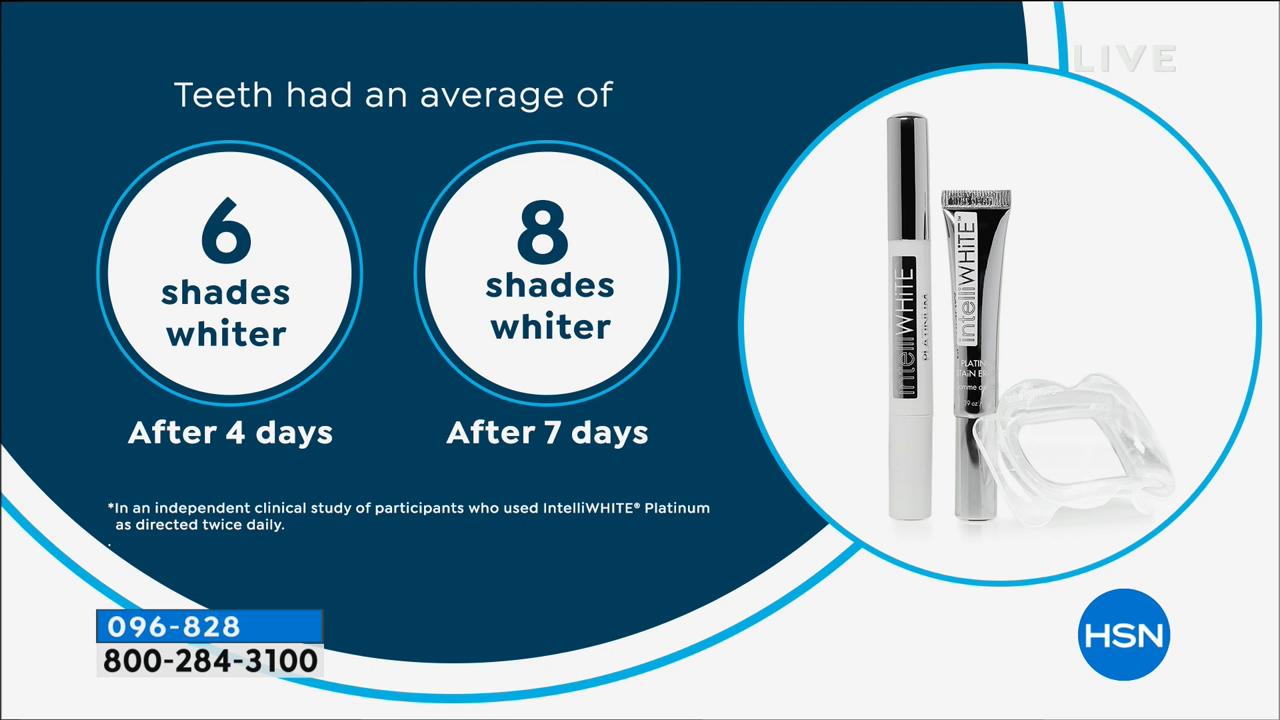 LIVE
Teeth had an average of
6
shades
whiter
After 4 days
8
shades
whiter
After 7 days
*In an independent clinical study of participants who used IntelliWHITE® Platinum
as directed twice daily.
intelliWHiTE
PLATINUM
intelliWHiTE™
096-828
800-284-3100
HSN